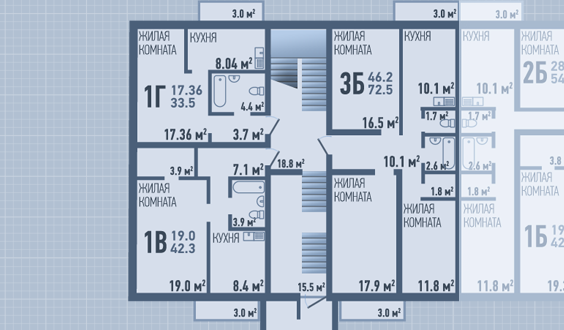 3.0 м²
3.0 м²
3.0 м²
ЖИЛАЯ
КОМНАТА
КУХНЯ
8.04 м²
1Г 17.36
33.5
4.4 м²
17.36 м²
3.7 м²
ЖИЛАЯ
КОМНАТА
3Б 46.2
72.5
16.5 м²
КУХНЯ
10.1 м²
1.7 м²
2.6 м²
10.1 м²
1.8 м²
КУХНЯ
10.1 м²
1.7 м²
2.6 м²
1.8 м²
ЖИЛАЯ
КОМНАТА
2Б 28
54
18.8 м²
3.9 м²
7.1 м²
ЖИЛАЯ
КОМНАТА
3.9 м²
1В 19.0
42.3
КУХНЯ
19.0 м²
8.4 м²
15.5 м²
ЖИЛАЯ
КОМНАТА
17.9 м²
ЖИЛАЯ
КОМНАТА
11.8 м²
ЖИЛАЯ
КОМНАТА
11.8 м²
3.8
ЖИЛАЯ
КОМНАТА
1Б 19
42
19.
3.0 м²
3.0 м²